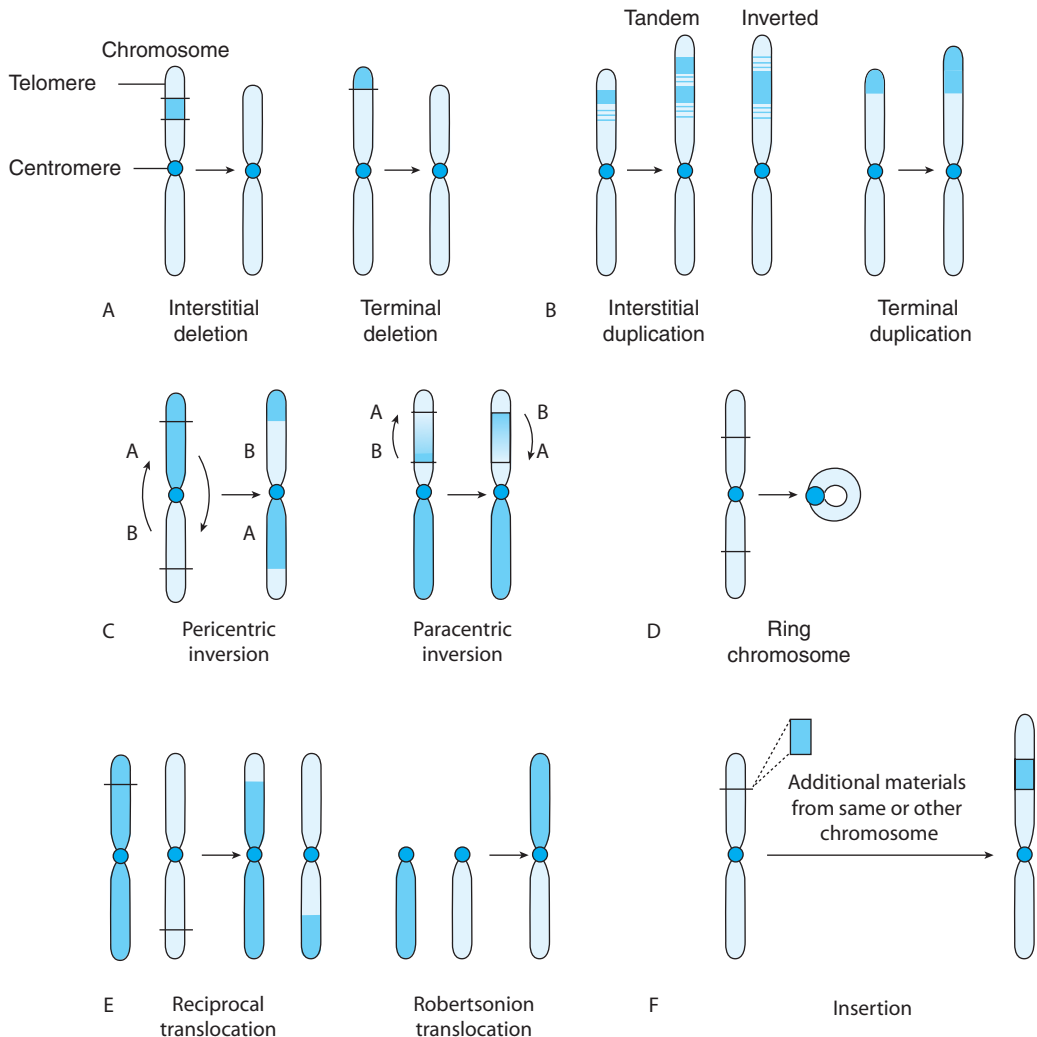 Chromosome
Telomere
Centromere
A
Interstitial
deletion
Terminal
deletion
Tandem
Inverted
B
Interstitial
duplication
Terminal
duplication
A
B
B
A
C
Pericentric
inversion
A
B
B
A
Paracentric
inversion
D
Ring
chromosome
E
Reciprocal
translocation
Robertsonion
translocation
Additional materials
from same or other
chromosome
F
Insertion